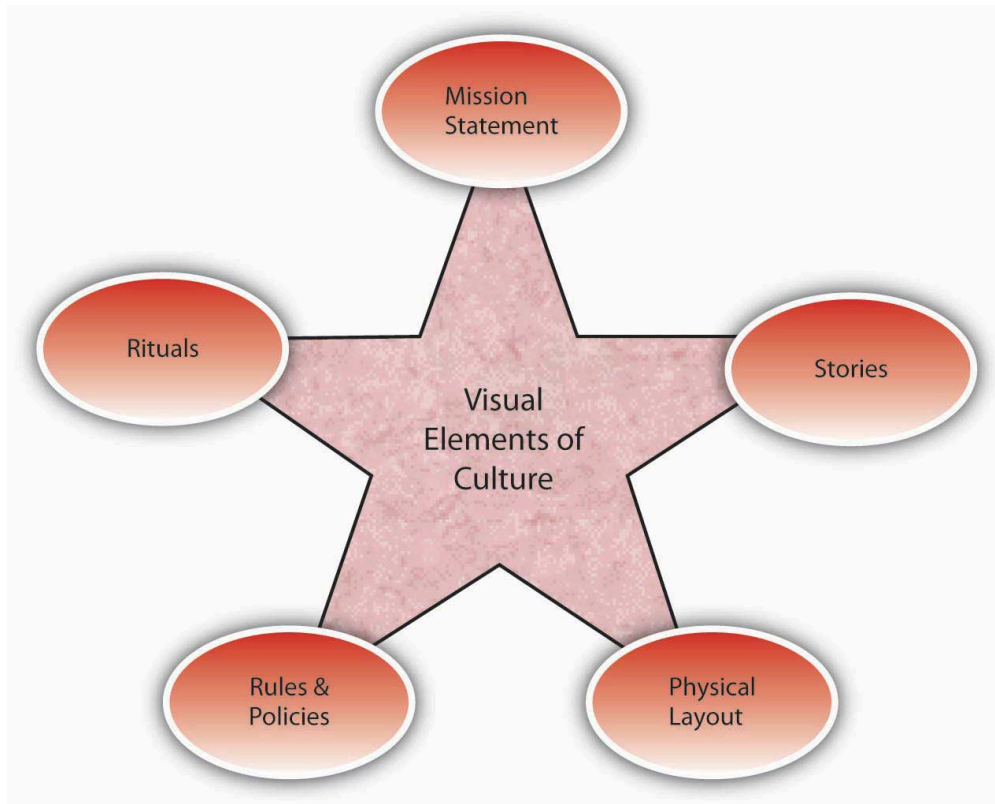 Mission
Statement
Rituals
Stories
Visual
Elements of
Culture
Rules &
Policies
Physical
Layout